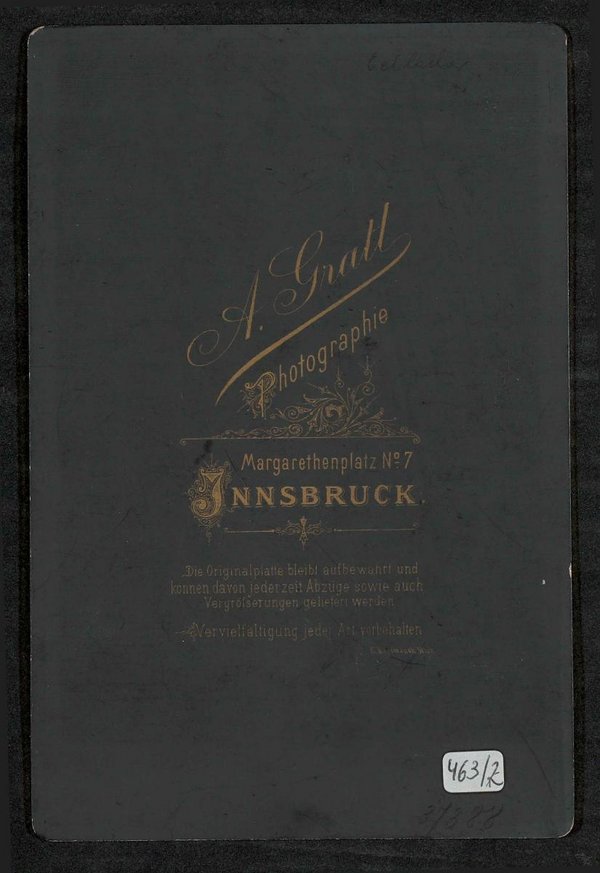 A. Gratl
Photographie
Margarethenplatz No. 7
INNSBRUCK.
Die Originalplatte bleibt aufbewahrt und
können davon jederzeit Abzüge sowie auch
Vergrößerungen geliefert werden
Vervielfältigung jeder Art vorbehalten
463/2